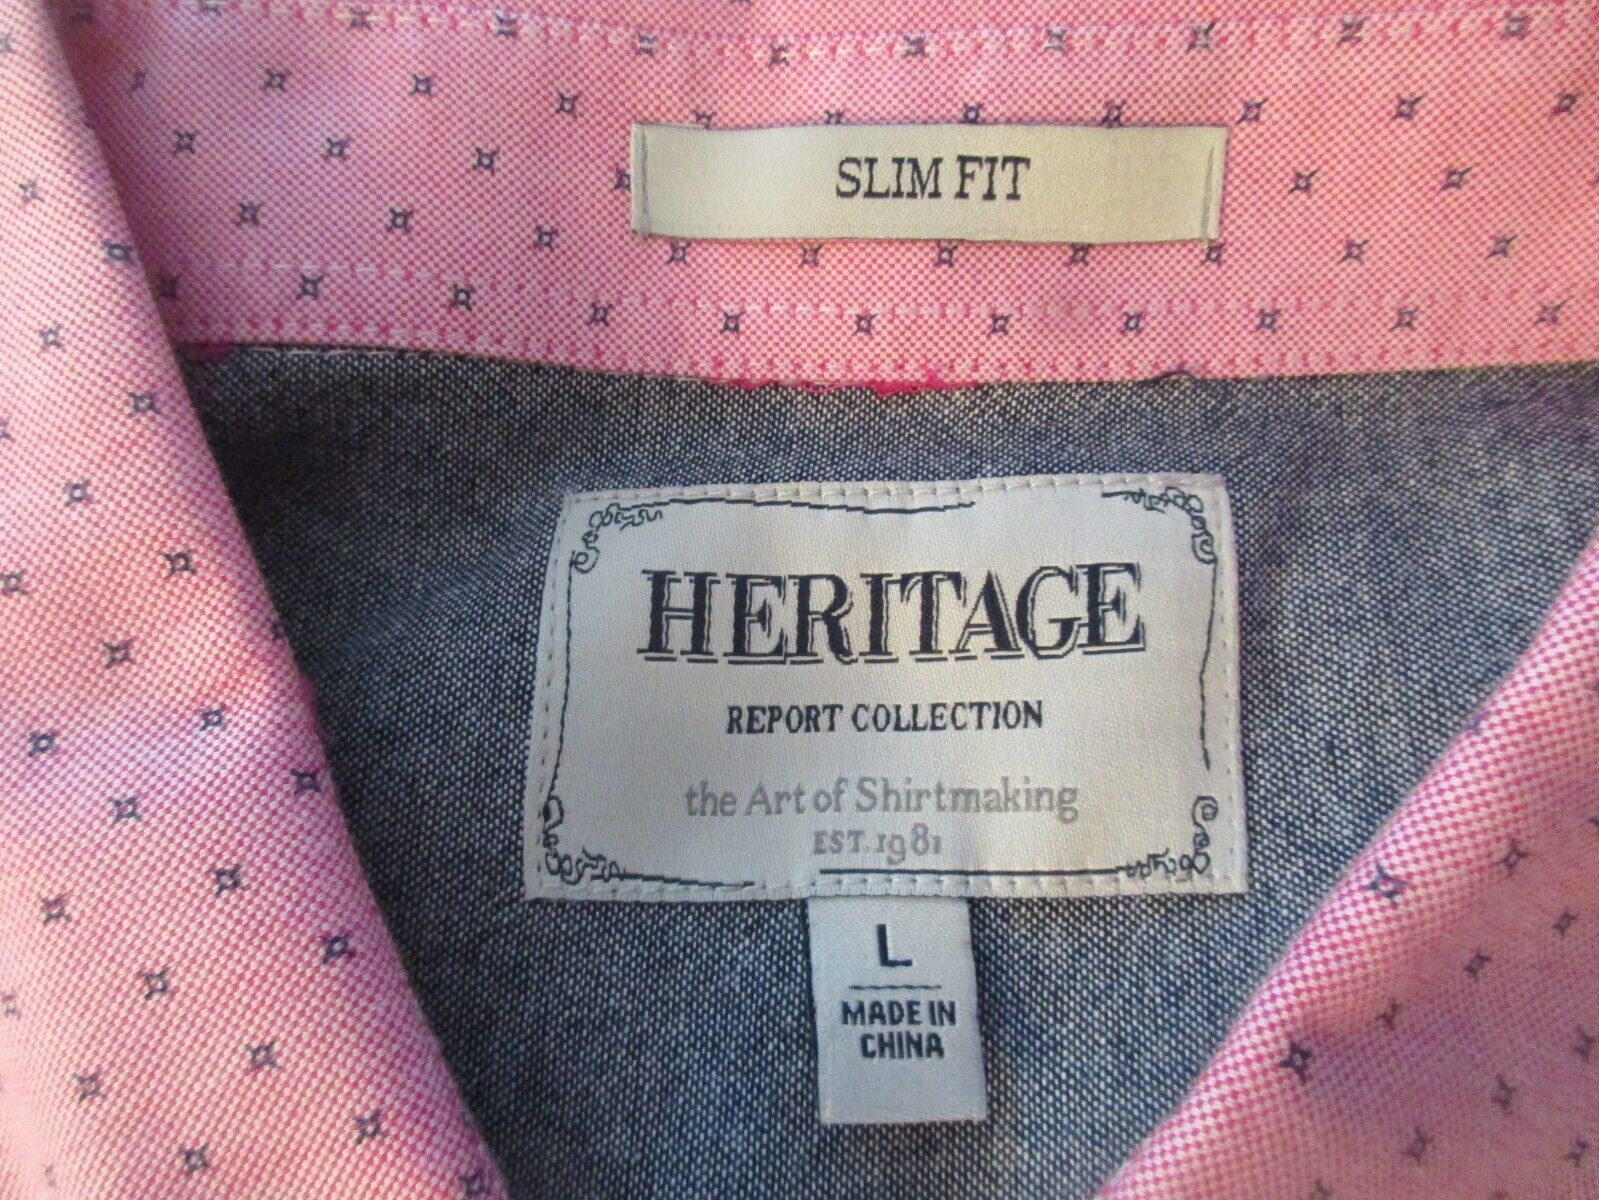 SLIM FIT
HERITAGE
REPORT COLLECTION
the Art of Shirtmaking
EST. 1981
L
MADE IN
CHINA